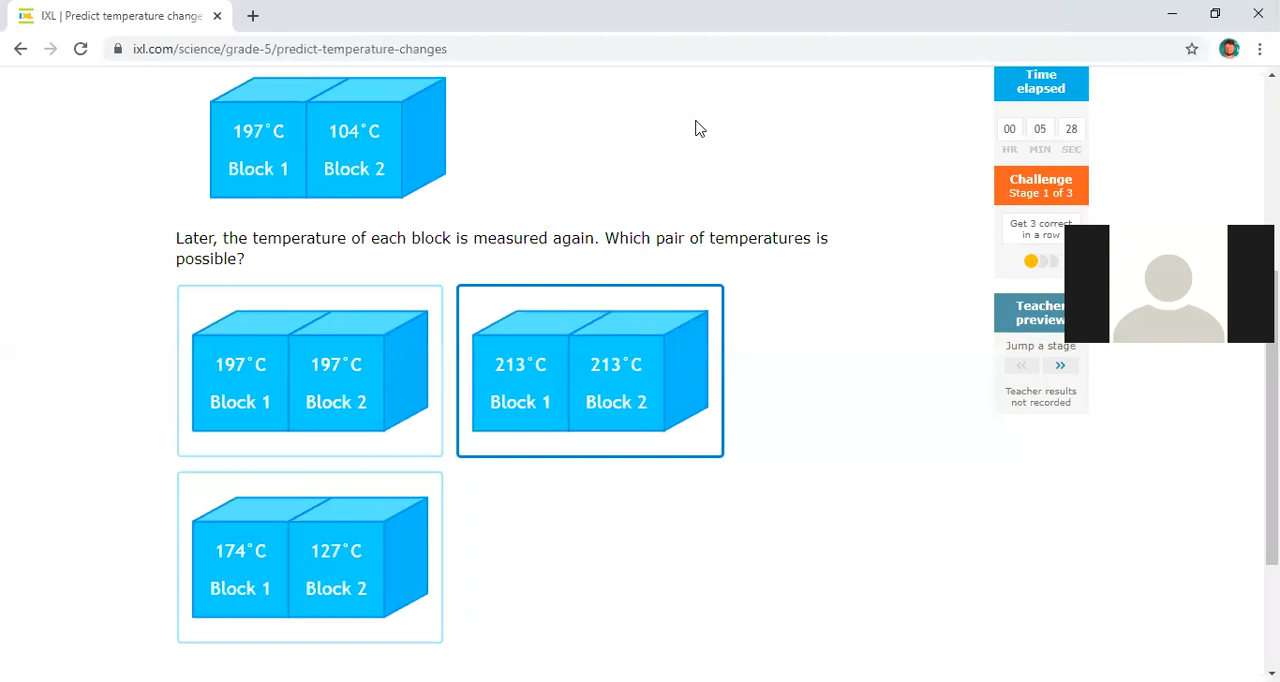 IXL | Predict temperature change
ixl.com/science/grade-5/predict-temperature-changes
197°C 104°C
Block 1 Block 2
Later, the temperature of each block is measured again. Which pair of temperatures is
possible?
197°C 197°C
Block 1 Block 2
213°C 213°C
Block 1 Block 2
174°C 127°C
Block 1 Block 2
Time
elapsed
00 05 28
HR MIN SEC
Challenge
Stage 1 of 3
Get 3 correct
in a row
Teacher
preview
Jump a stage
<< >>
Teacher results
not recorded